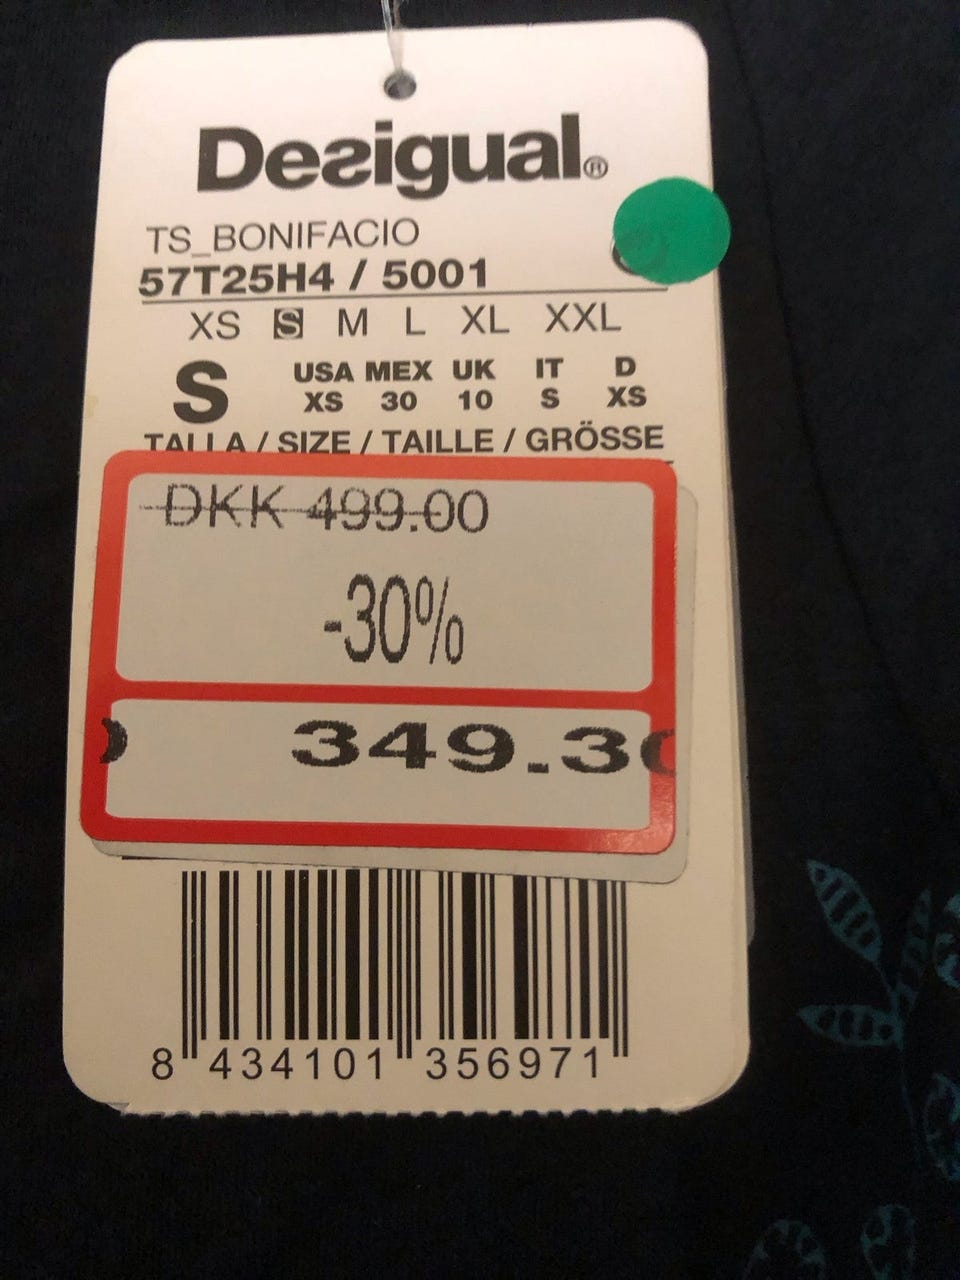 Desigual®
TS_BONIFACIO
57T25H4 / 5001
XS S M L XL XXL
S USA MEX UK IT D
XS 30 10 S XS
TALLA / SIZE / TAILLE / GRÖSSE
DKK 499.00
-30%
349.30
8 434101 356971